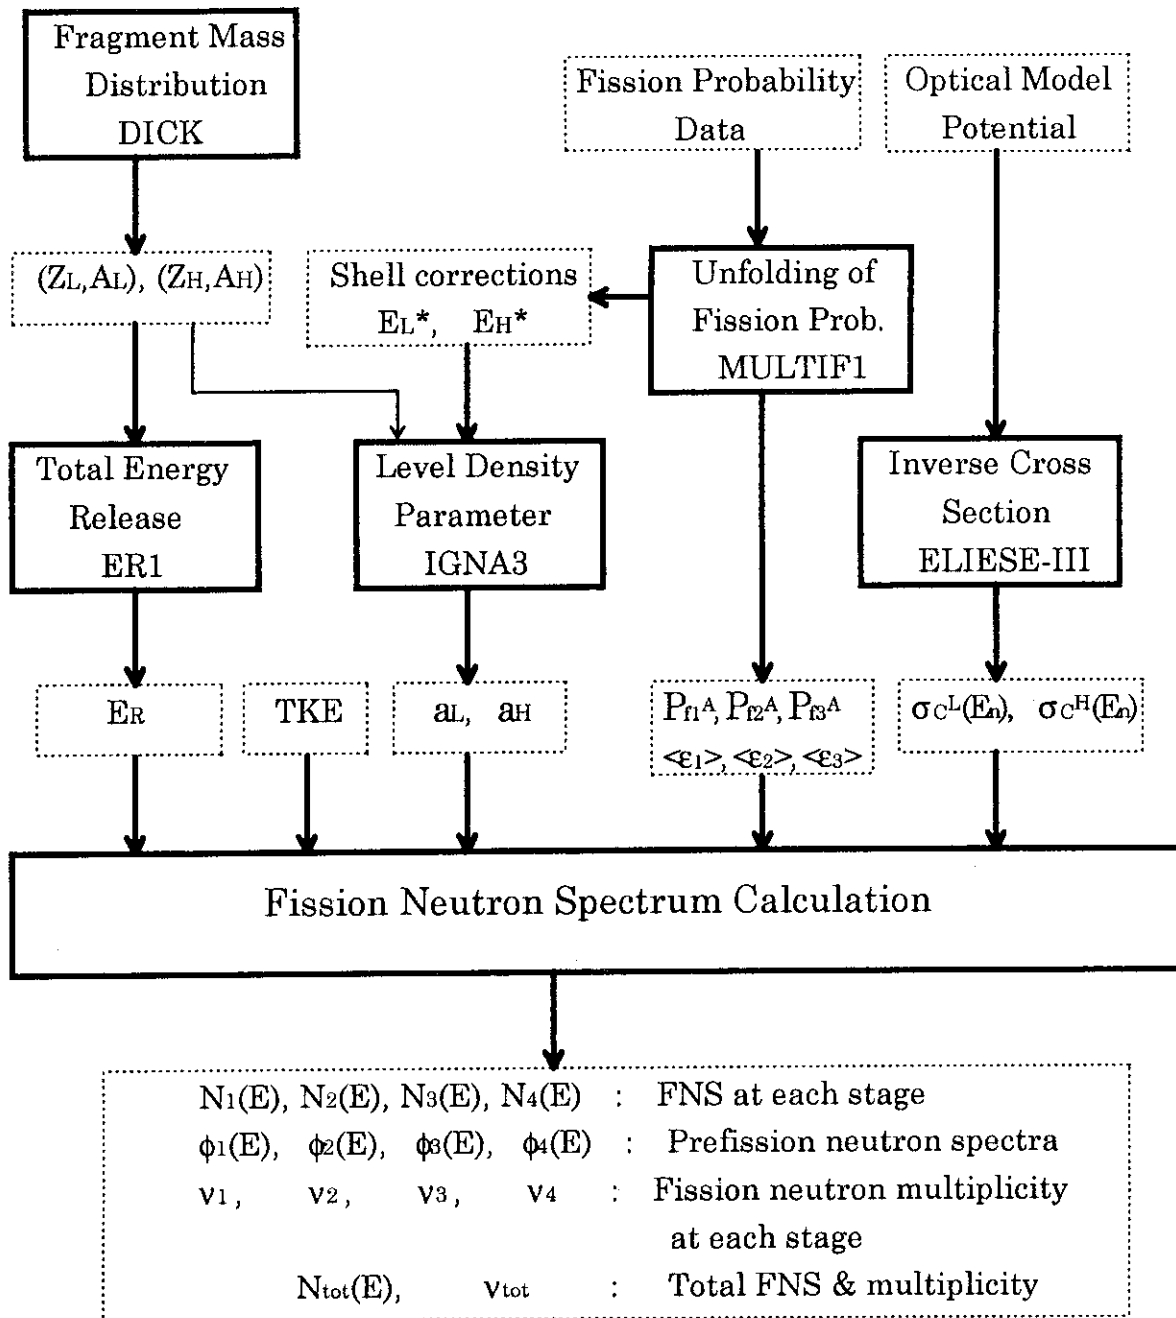 Fragment Mass
Distribution
DICK
Fission Probability
Data
Optical Model
Potential
(ZL,AL), (ZH,AH)
Shell corrections
EL*, EH*
Unfolding of
Fission Prob.
MULTIF1
Total Energy
Release
ER1
Level Density
Parameter
IGNA3
Inverse Cross
Section
ELIESE-III
ER
TKE
aL, aH
Pf1A, Pf2A, Pf3A
<ε1>, <ε2>, <ε3>
σcL(En), σcH(En)
Fission Neutron Spectrum Calculation
N1(E), N2(E), N3(E), N4(E) : FNS at each stage
ϕ1(E), ϕ2(E), ϕ3(E), ϕ4(E) : Prefission neutron spectra
ν1, ν2, ν3, ν4 : Fission neutron multiplicity
at each stage
Ntot(E), νtot : Total FNS & multiplicity